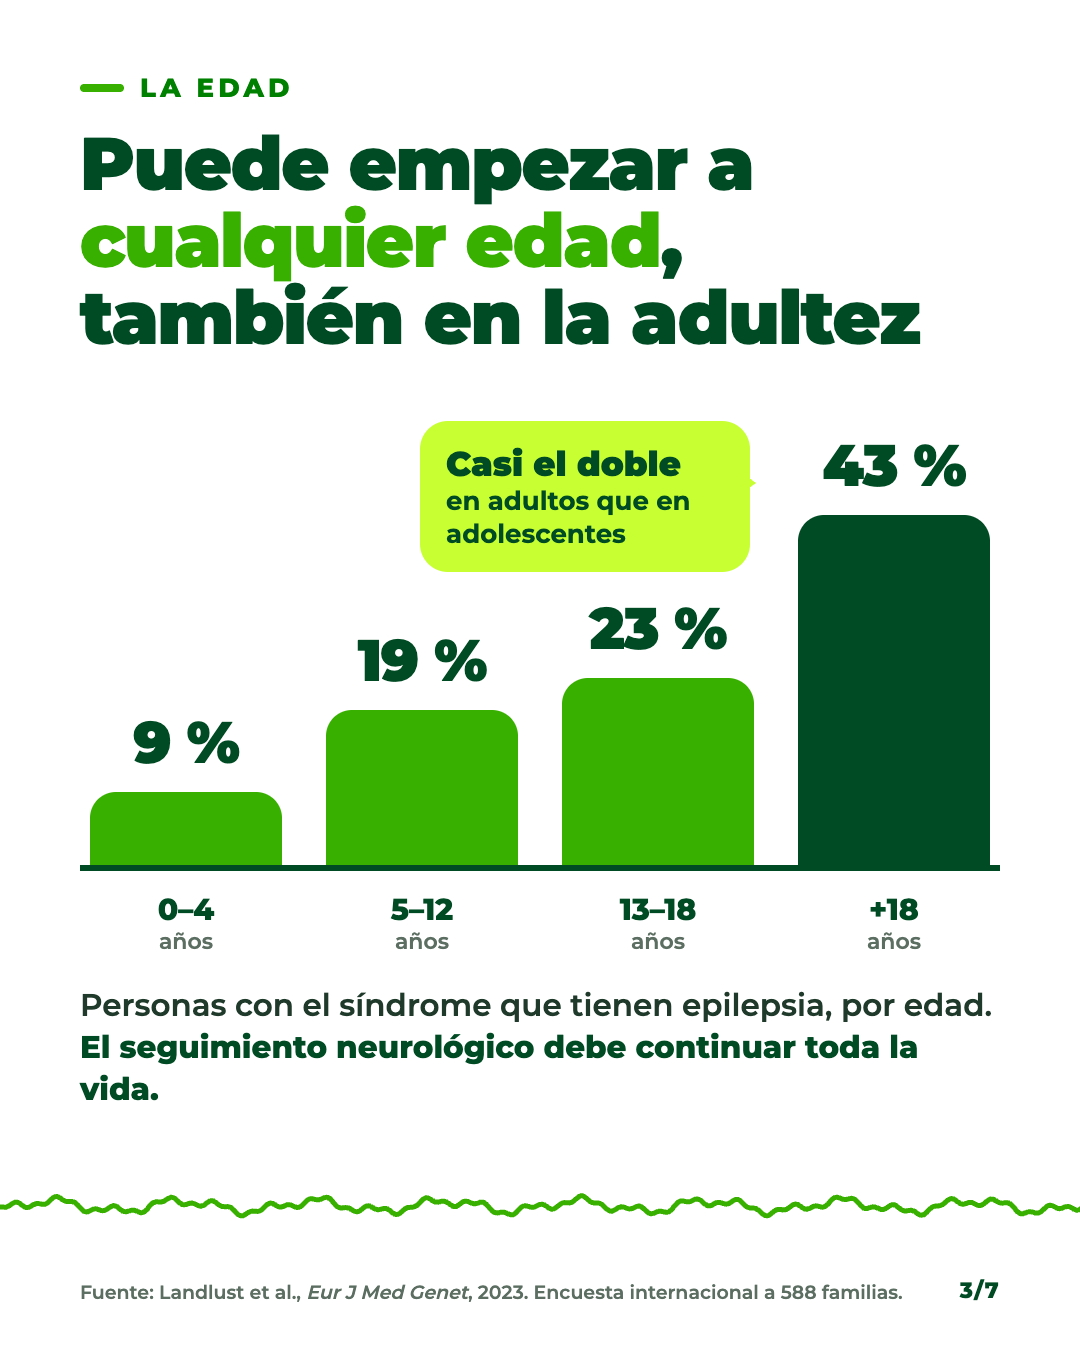 LA EDAD
Puede empezar a
cualquier edad,
también en la adultez
Casi el doble
en adultos que en
adolescentes
43 %
23 %
19 %
9 %
0–4
años
5–12
años
13–18
años
+18
años
Personas con el síndrome que tienen epilepsia, por edad.
El seguimiento neurológico debe continuar toda la
vida.
Fuente: Landlust et al., Eur J Med Genet, 2023. Encuesta internacional a 588 familias.
3/7